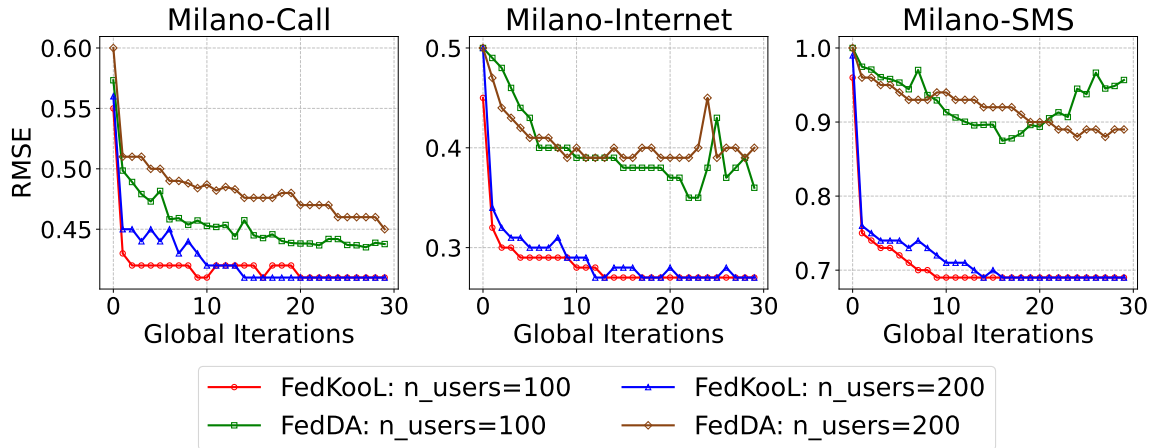 Milano-Call Milano-Internet Milano-SMS
0.60 0.5 1.0
0.55
0.50 0.4 0.9
0.8
0.45 0.3 0.7
RMSE
0 10 20 30 0 10 20 30 0 10 20 30
Global Iterations Global Iterations Global Iterations
FedKooL: n_users=100 FedKooL: n_users=200
FedDA: n_users=100 FedDA: n_users=200